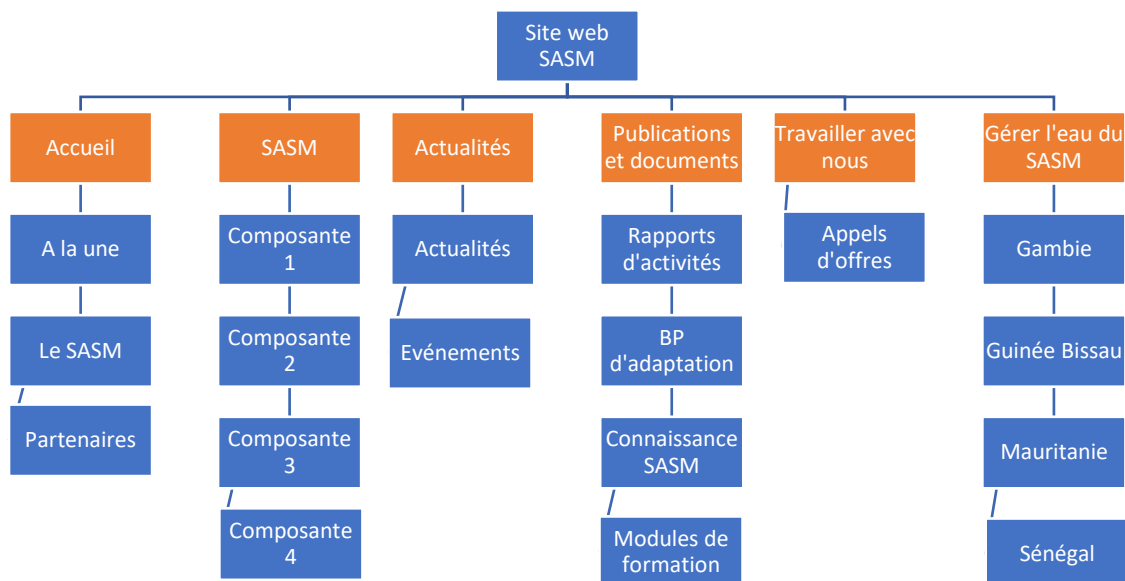 Site web
SASM
Accueil
SASM
Actualités
Publications
et documents
Travailler avec
nous
Gérer l'eau du
SASM
A la une
Le SASM
Partenaires
Composante
1
Composante
2
Composante
3
Composante
4
Actualités
Evénements
Rapports
d'activités
BP
d'adaptation
Connaissance
SASM
Modules de
formation
Appels
d'offres
Gambie
Guinée Bissau
Mauritanie
Sénégal